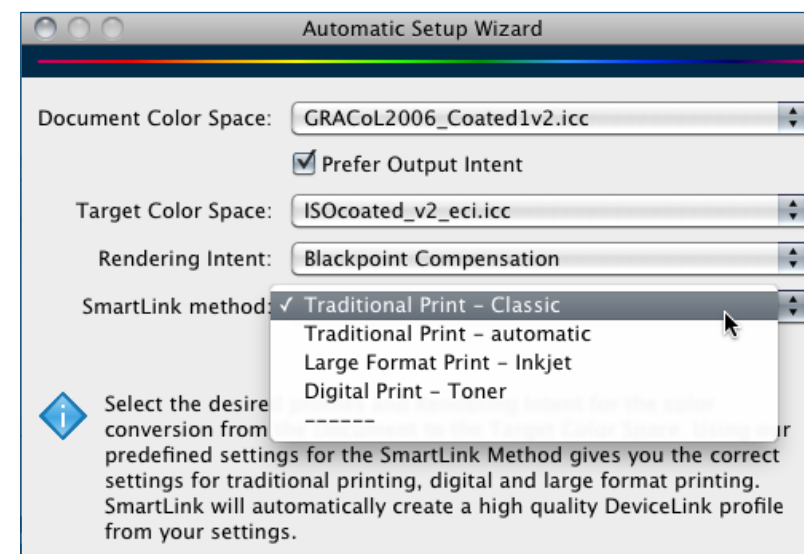 Automatic Setup Wizard
Document Color Space: GRACoL2006_Coated1v2.icc
Prefer Output Intent
Target Color Space: ISOcoated_v2_eci.icc
Rendering Intent: Blackpoint Compensation
SmartLink method: ✓ Traditional Print – Classic
Traditional Print – automatic
Large Format Print – Inkjet
Digital Print – Toner
------
Select the desired
conversion from
predefined settings for the SmartLink Method gives you the correct
settings for traditional printing, digital and large format printing.
SmartLink will automatically create a high quality DeviceLink profile
from your settings.